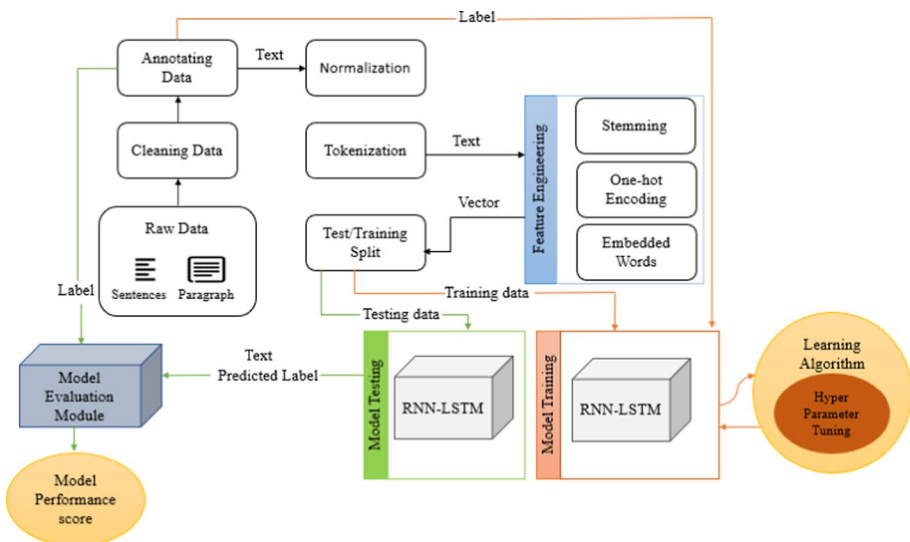 Label
Annotating
Data
Text
Normalization
Cleaning Data
Tokenization
Text
Feature Engineering
Stemming
One-hot
Encoding
Embedded
Words
Raw Data
Sentences
Paragraph
Vector
Test/Training
Split
Label
Training data
Testing data
Text
Predicted Label
Model
Evaluation
Module
Model Testing
RNN-LSTM
Model Training
RNN-LSTM
Learning
Algorithm
Hyper
Parameter
Tuning
Model
Performance
score